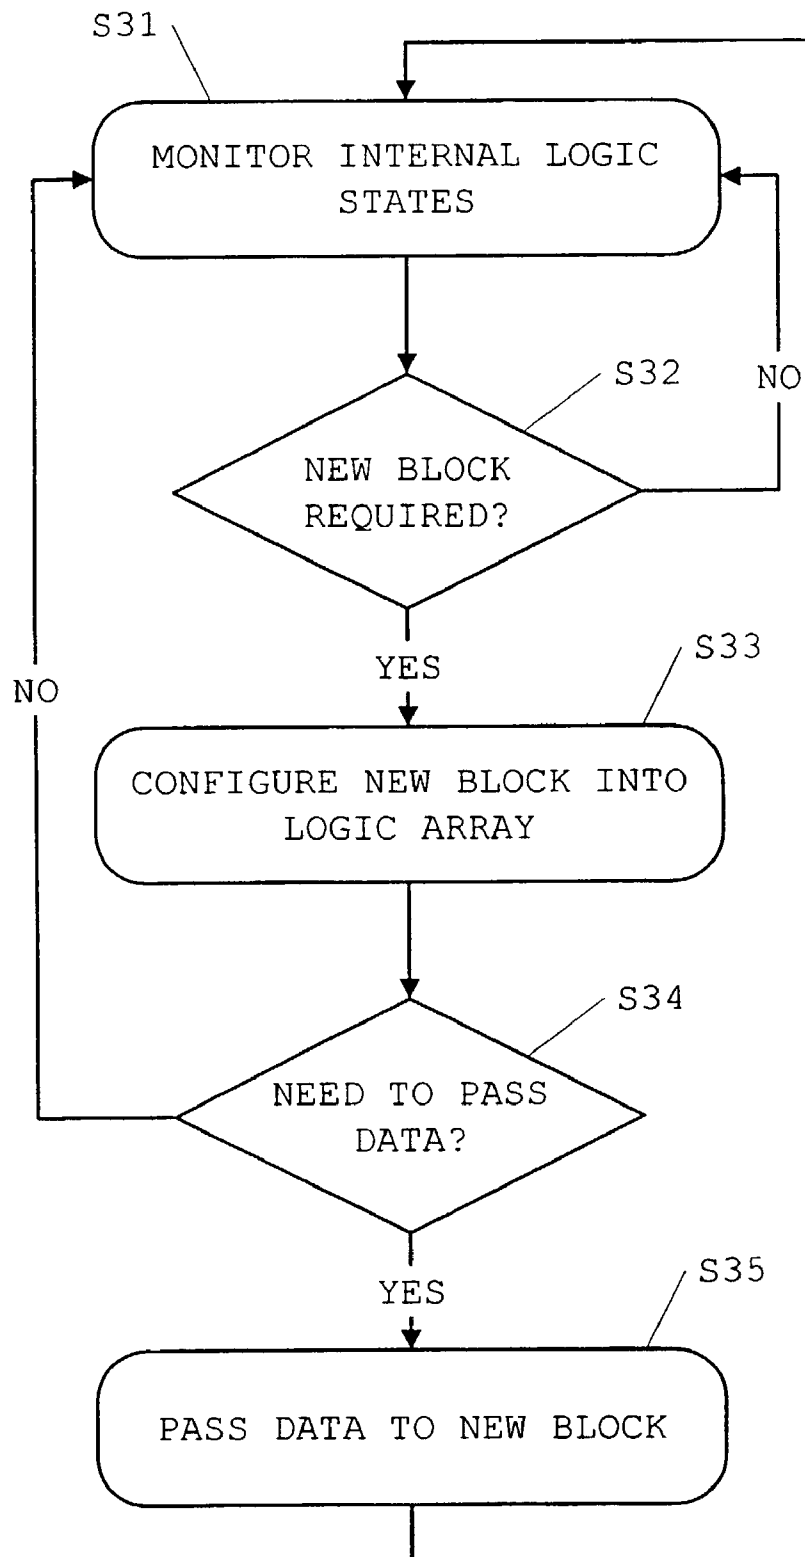 S31
MONITOR INTERNAL LOGIC
STATES
S32
NO
NEW BLOCK
REQUIRED?
YES
S33
NO
CONFIGURE NEW BLOCK INTO
LOGIC ARRAY
S34
NEED TO PASS
DATA?
YES
S35
PASS DATA TO NEW BLOCK